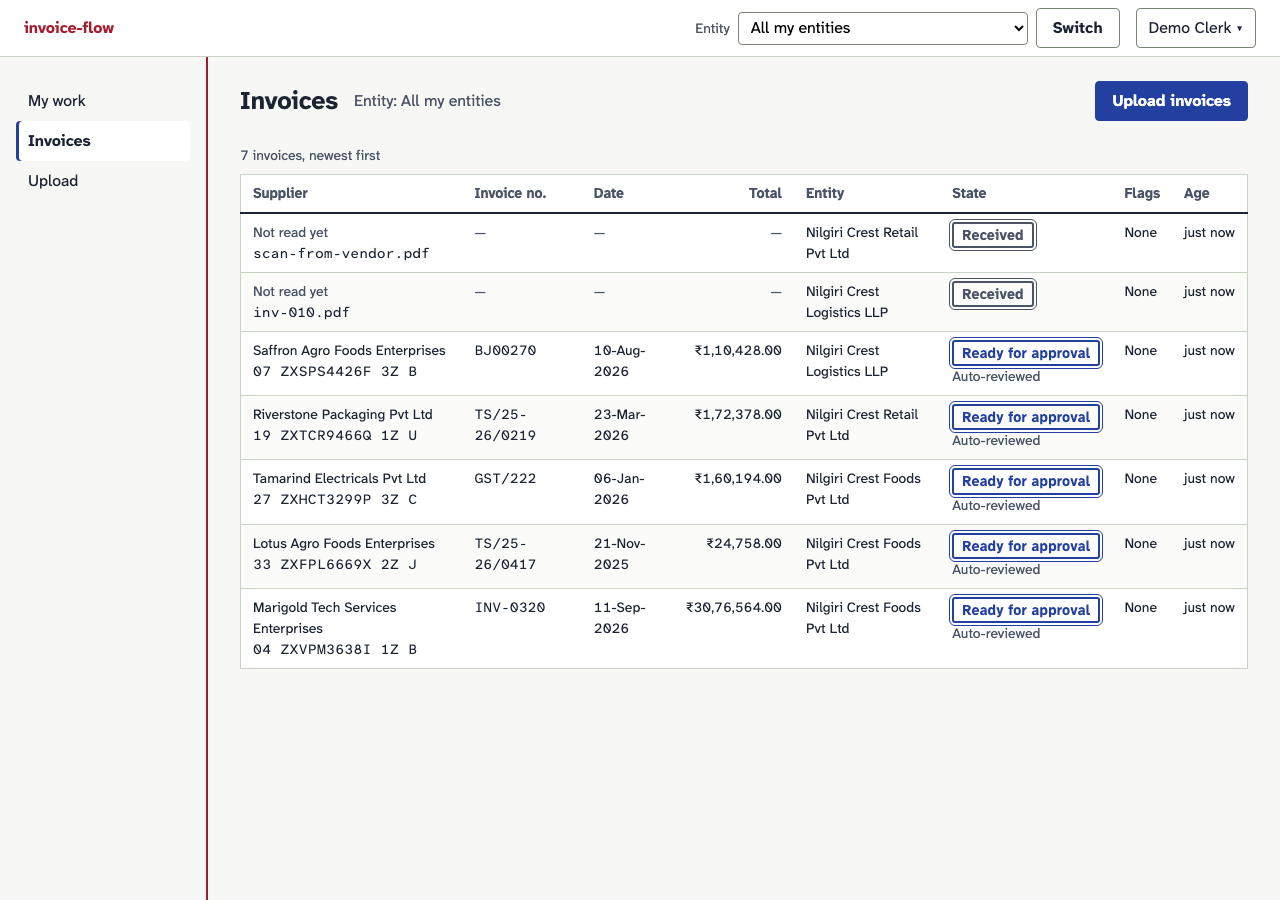 invoice-flow
Entity All my entities Switch Demo Clerk ▾
My work
Invoices
Upload
Invoices Entity: All my entities Upload invoices
7 invoices, newest first
Supplier Invoice no. Date Total Entity State Flags Age
Not read yet — — — Nilgiri Crest Retail Received None just now
scan-from-vendor.pdf Pvt Ltd
Not read yet — — — Nilgiri Crest Received None just now
inv-010.pdf Logistics LLP
Saffron Agro Foods Enterprises BJ00270 10-Aug- ₹1,10,428.00 Nilgiri Crest Ready for approval None just now
07 ZXSPS4426F 3Z B 2026 Logistics LLP Auto-reviewed
Riverstone Packaging Pvt Ltd TS/25- 23-Mar- ₹1,72,378.00 Nilgiri Crest Retail Ready for approval None just now
19 ZXTCR9466Q 1Z U 26/0219 2026 Pvt Ltd Auto-reviewed
Tamarind Electricals Pvt Ltd GST/222 06-Jan- ₹1,60,194.00 Nilgiri Crest Foods Ready for approval None just now
27 ZXHCT3299P 3Z C 2026 Pvt Ltd Auto-reviewed
Lotus Agro Foods Enterprises TS/25- 21-Nov- ₹24,758.00 Nilgiri Crest Foods Ready for approval None just now
33 ZXFPL6669X 2Z J 26/0417 2025 Pvt Ltd Auto-reviewed
Marigold Tech Services INV-0320 11-Sep- ₹30,76,564.00 Nilgiri Crest Foods Ready for approval None just now
Enterprises 2026 Pvt Ltd Auto-reviewed
04 ZXVPM3638I 1Z B